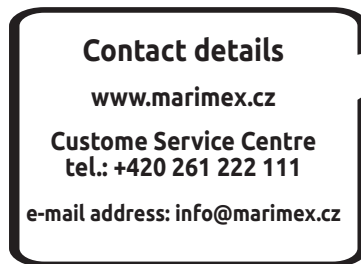 Contact details
www.marimex.cz
Custome Service Centre
tel.: +420 261 222 111
e-mail address: info@marimex.cz